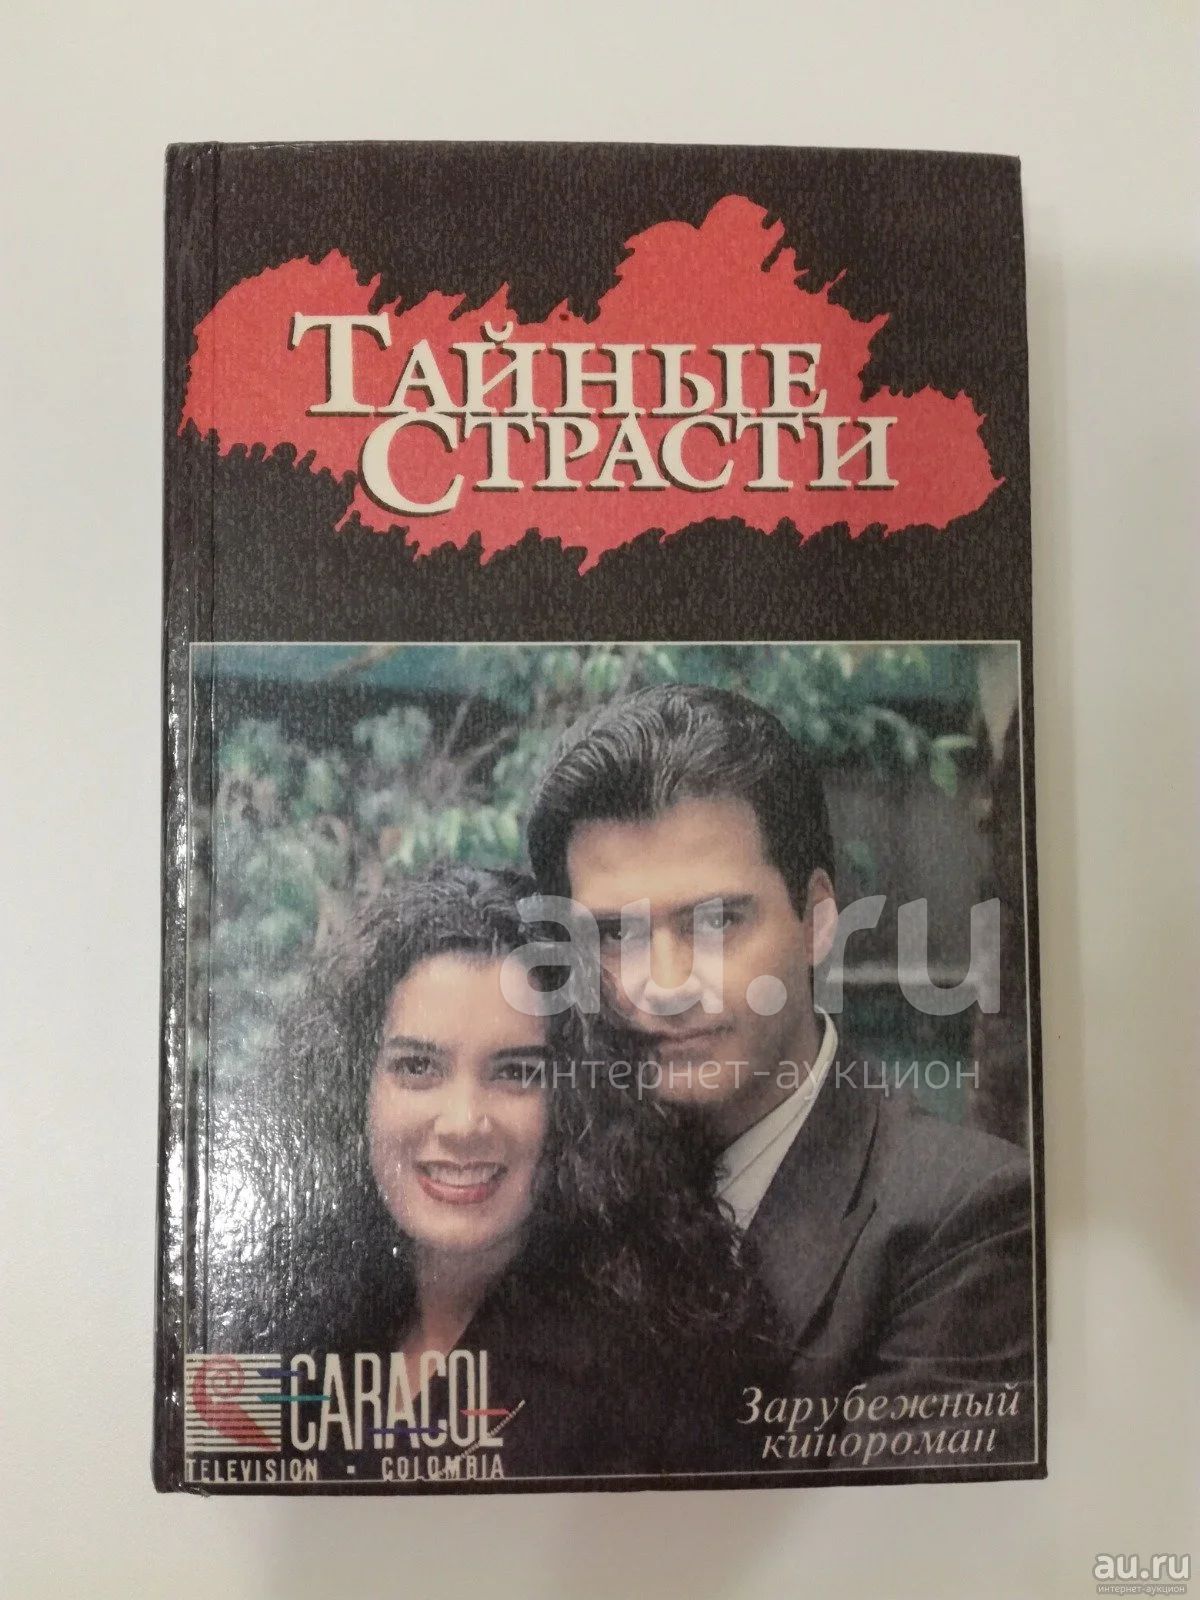 ТАЙНЫЕ
СТРАСТИ
au.ru
интернет-аукцион
CARACOL
TELEVISION - COLOMBIA
Зарубежный
кинороман
au.ru
интернет-аукцион